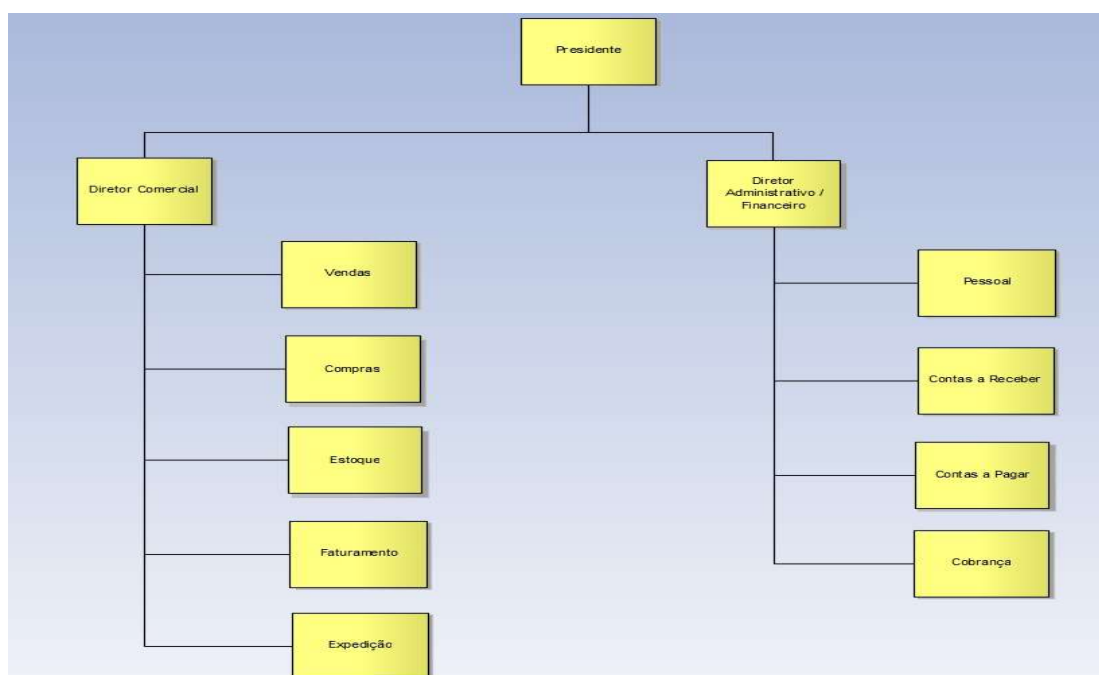 Presidente
Diretor Comercial
Diretor
Administrativo /
Financeiro
Vendas
Compras
Estoque
Faturamento
Expedição
Pessoal
Contas a Receber
Contas a Pagar
Cobrança